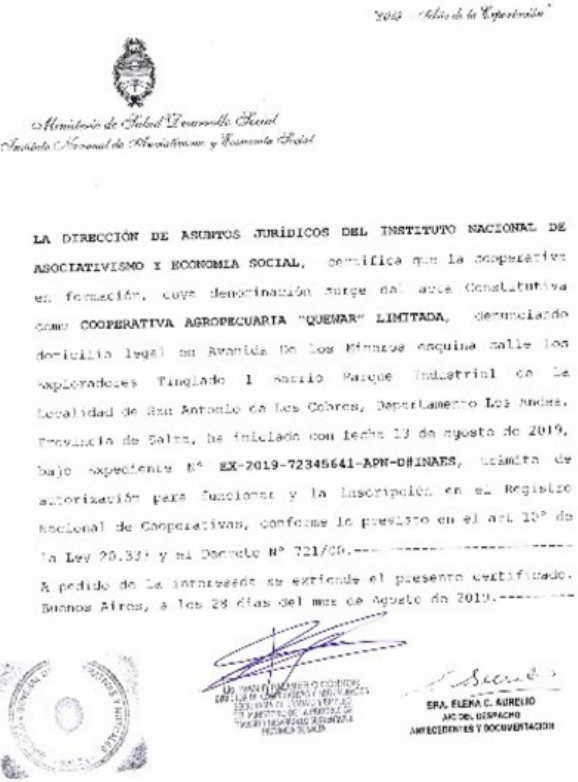 "2019 - Año de la Exportación"
Ministerio de Salud Desarrollo Social
Instituto Nacional de Asociativismo y Economía Social
LA DIRECCIÓN DE ASUNTOS JURÍDICOS DEL INSTITUTO NACIONAL DE
ASOCIATIVISMO Y ECONOMIA SOCIAL, certifica que la cooperativa
en formación, cuya denominación surge del acta Constitutiva
como COOPERATIVA AGROPECUARIA "QUEWAR" LIMITADA, denunciando
domicilio legal en Avenida De Los Mineros esquina calle los
exploradores Tinglado 1 Barrio Parque Industrial de la
Localidad de San Antonio de Los Cobres, Departamento Los Andes,
Provincia de Salta, ha iniciado con fecha 13 de agosto de 2019,
bajo expediente Nº EX-2019-72345641-APN-D#INAES, trámite de
autorización para funcionar y la inscripción en el Registro
Nacional de Cooperativas, conforme lo previsto en el art 10º de
la Ley 20.337 y el Decreto Nº 721/00.----------------
A pedido de la interesada se extiende el presente certificado.
Buenos Aires, a los 28 días del mes de Agosto de 2019.---------
SRA. ELENA C. AURELIO
A/C DEL DESPACHO
ANTECEDENTES Y DOCUMENTACION